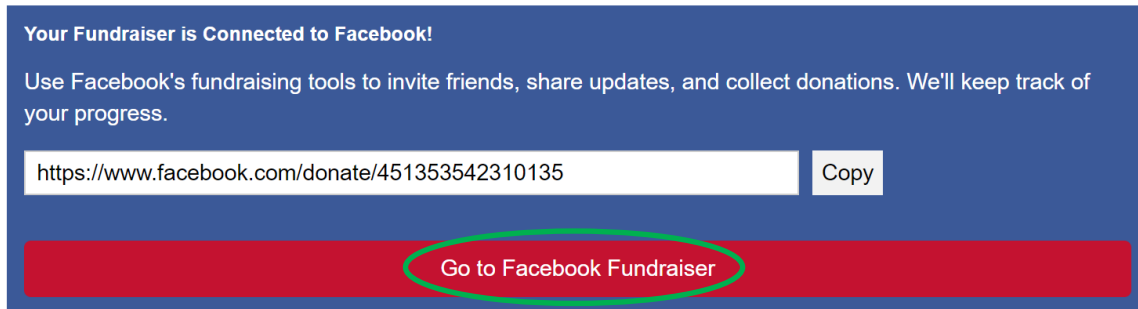 Your Fundraiser is Connected to Facebook!
Use Facebook's fundraising tools to invite friends, share updates, and collect donations. We'll keep track of
your progress.
https://www.facebook.com/donate/451353542310135
Copy
Go to Facebook Fundraiser